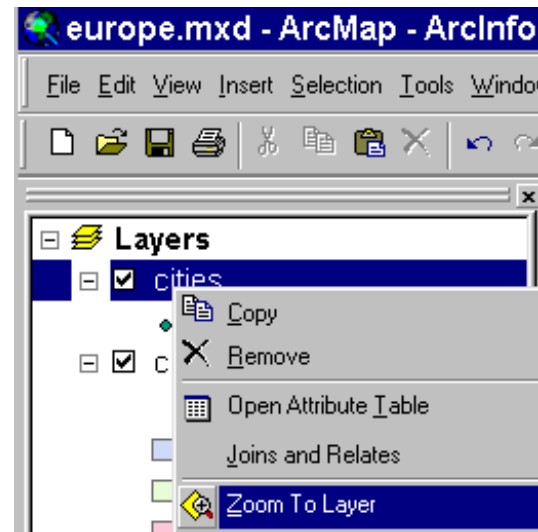 europe.mxd - ArcMap - ArcInfo
File Edit View Insert Selection Tools Windo
Layers
cities
Copy
c
Remove
Open Attribute Table
Joins and Relates
Zoom To Layer